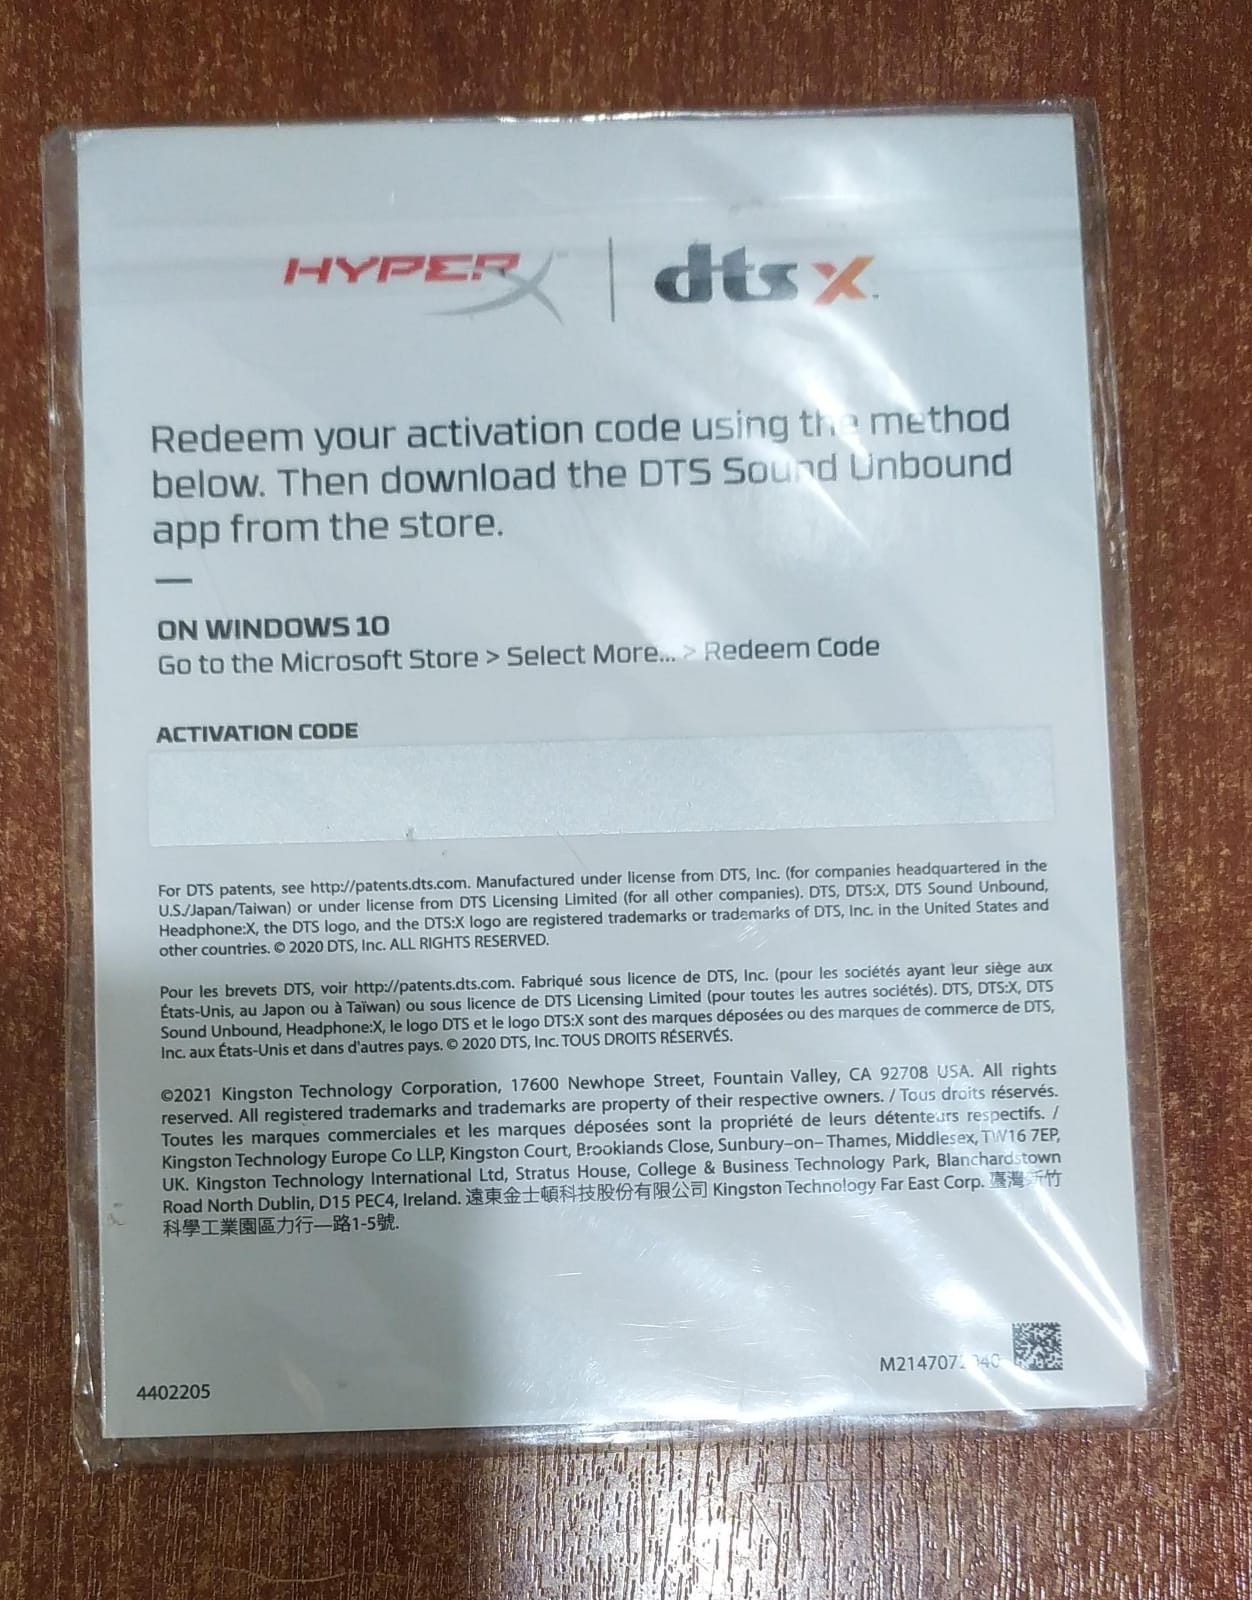 HYPERX | dts X™
Redeem your activation code using the method
below. Then download the DTS Sound Unbound
app from the store.
—
ON WINDOWS 10
Go to the Microsoft Store > Select More... > Redeem Code
ACTIVATION CODE
For DTS patents, see http://patents.dts.com. Manufactured under license from DTS, Inc. (for companies headquartered in the
U.S./Japan/Taiwan) or under license from DTS Licensing Limited (for all other companies). DTS, DTS:X, DTS Sound Unbound,
Headphone:X, the DTS logo, and the DTS:X logo are registered trademarks or trademarks of DTS, Inc. in the United States and
other countries. © 2020 DTS, Inc. ALL RIGHTS RESERVED.
Pour les brevets DTS, voir http://patents.dts.com. Fabriqué sous licence de DTS, Inc. (pour les sociétés ayant leur siège aux
États-Unis, au Japon ou à Taïwan) ou sous licence de DTS Licensing Limited (pour toutes les autres sociétés). DTS, DTS:X, DTS
Sound Unbound, Headphone:X, le logo DTS et le logo DTS:X sont des marques déposées ou des marques de commerce de DTS,
Inc. aux États-Unis et dans d'autres pays. © 2020 DTS, Inc. TOUS DROITS RÉSERVÉS.
©2021 Kingston Technology Corporation, 17600 Newhope Street, Fountain Valley, CA 92708 USA. All rights
reserved. All registered trademarks and trademarks are property of their respective owners. / Tous droits réservés.
Toutes les marques commerciales et les marques déposées sont la propriété de leurs détenteurs respectifs. /
Kingston Technology Europe Co LLP, Kingston Court, Brooklands Close, Sunbury-on-Thames, Middlesex, TW16 7EP,
UK. Kingston Technology International Ltd, Stratus House, College & Business Technology Park, Blanchardstown
Road North Dublin, D15 PEC4, Ireland. 遠東金士頓科技股份有限公司 Kingston Technology Far East Corp. 臺灣新竹
科學工業園區力行一路1-5號.
4402205